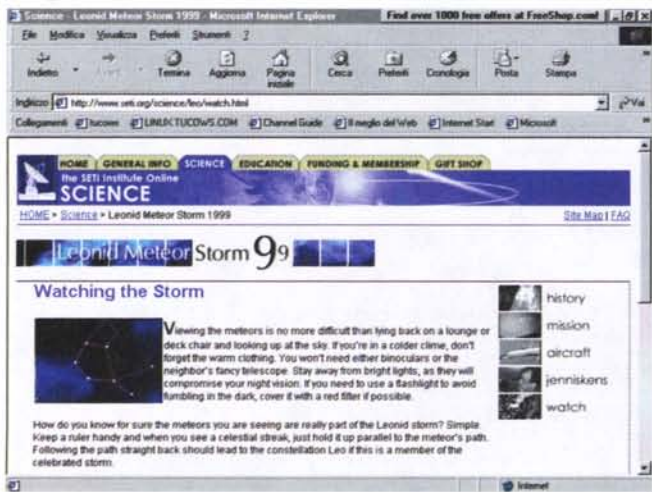 Science - Leonid Meteor Storm 1999 - Microsoft Internet Explorer
Find over 1000 free offers at FreeShop.com!
File Modifica Visualizza Preferiti Strumenti ?
Indietro Avanti Termina Aggiorna Pagina iniziale Cerca Preferiti Cronologia Posta Stampa
Indirizzo http://www.seti.org/science/leo/watch.html Vai
Collegamenti tucows LINUX TUCOWS.COM Channel Guide Il meglio del Web Internet Start Microsoft
HOME GENERAL INFO SCIENCE EDUCATION FUNDING & MEMBERSHIP GIFT SHOP
the SETI Institute Online
SCIENCE
HOME > Science > Leonid Meteor Storm 1999
Site Map | FAQ
Leonid Meteor Storm 99
Watching the Storm
Viewing the meteors is no more difficult than lying back on a lounge or
deck chair and looking up at the sky. If you're in a colder clime, don't
forget the warm clothing. You won't need either binoculars or the
neighbor's fancy telescope. Stay away from bright lights, as they will
compromise your night vision. If you need to use a flashlight to avoid
fumbling in the dark, cover it with a red filter if possible.
How do you know for sure the meteors you are seeing are really part of the Leonid storm? Simple.
Keep a ruler handy and when you see a celestial streak, just hold it up parallel to the meteor's path.
Following the path straight back should lead to the constellation Leo if this is a member of the
celebrated storm.
history
mission
aircraft
jenniskens
watch
Internet